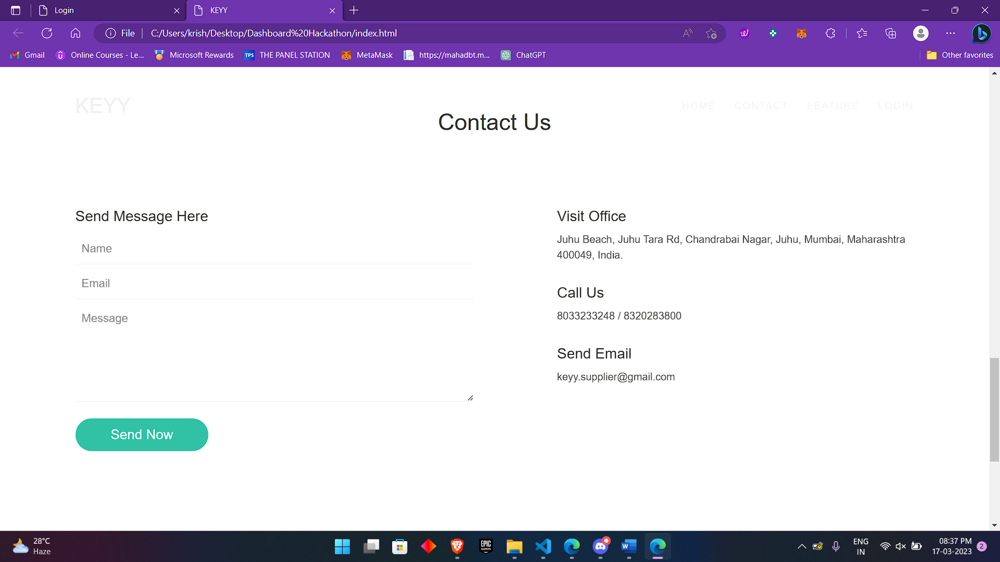 Login
KEYY
File
C:/Users/krish/Desktop/Dashboard%20Hackathon/index.html
Gmail
Online Courses - Le...
Microsoft Rewards
TPS THE PANEL STATION
MetaMask
https://mahadbt.m...
ChatGPT
Other favorites
KEYY
HOME CONTACT FEATURE LOGIN
Contact Us
Send Message Here
Name
Email
Message
Send Now
Visit Office
Juhu Beach, Juhu Tara Rd, Chandrabai Nagar, Juhu, Mumbai, Maharashtra
400049, India.
Call Us
8033233248 / 8320283800
Send Email
keyy.supplier@gmail.com
28°C
Haze
EPIC
GAMES
ENG
IN
08:37 PM
17-03-2023
2